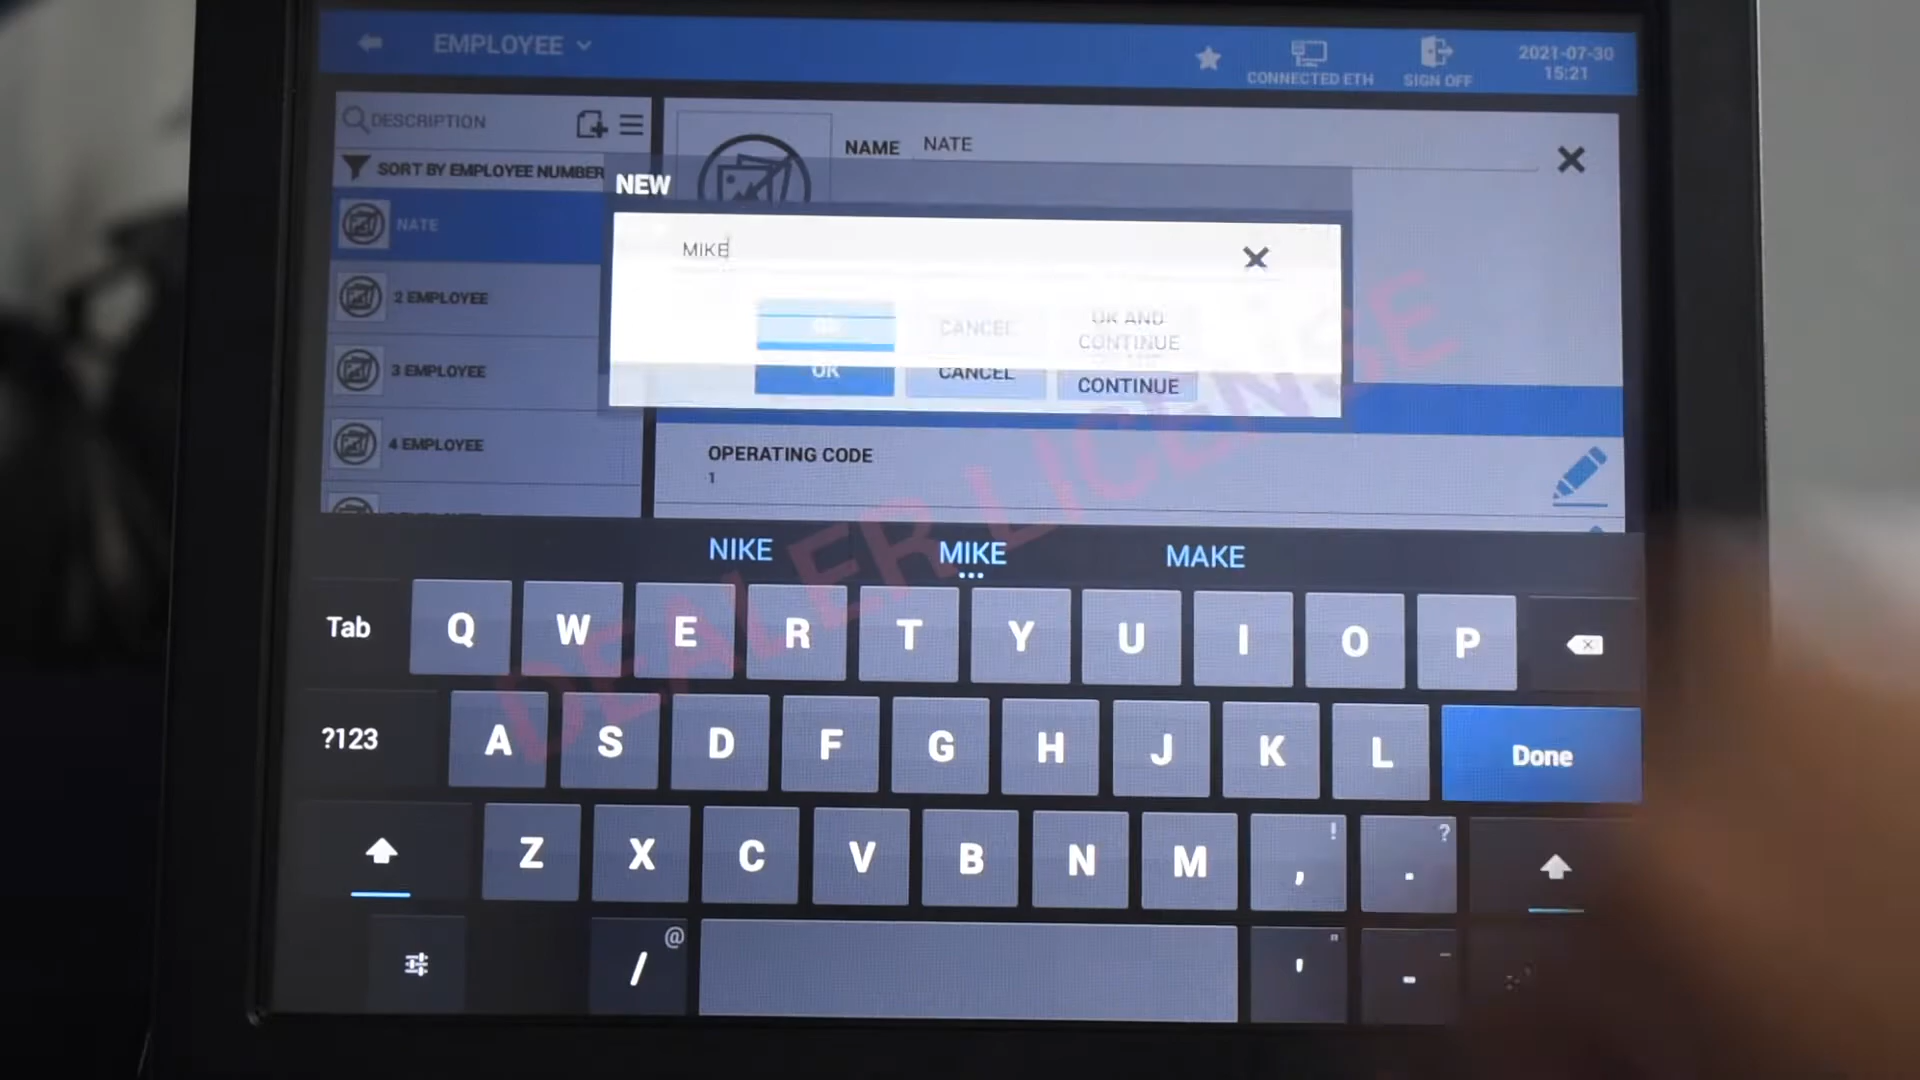 EMPLOYEE
CONNECTED ETH
SIGN OFF
2021-07-30
15:21
DESCRIPTION
SORT BY EMPLOYEE NUMBER
NATE
2 EMPLOYEE
3 EMPLOYEE
4 EMPLOYEE
NAME NATE
NEW
MIKE
OK
CANCEL
OK AND
CONTINUE
OK
CANCEL
CONTINUE
OPERATING CODE
1
DEALER LICENSE
NIKE MIKE MAKE
Tab Q W E R T Y U I O P
?123 A S D F G H J K L Done
Z X C V B N M , ! . ?
/ @ ' " - _